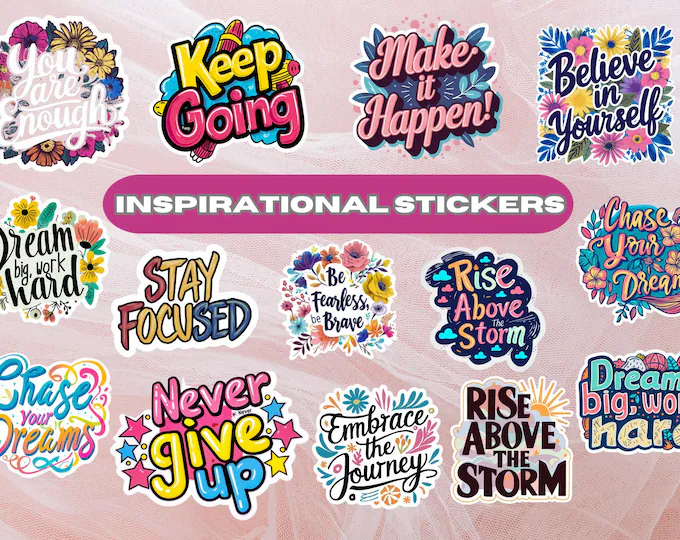 You
are
Enough
Keep
Going
Make
it
Happen!
Believe
in
Yourself
INSPIRATIONAL STICKERS
Dream
big, work
hard
STAY
FOCUSED
Be
Fearless,
be
Brave
Rise
Above
The
Storm
Chase
Your
Dream
Chase
Your
Dreams
Never
Never
give
up
Embrace
the
Journey
RISE
ABOVE
THE
STORM
Dream
big, wor
hard